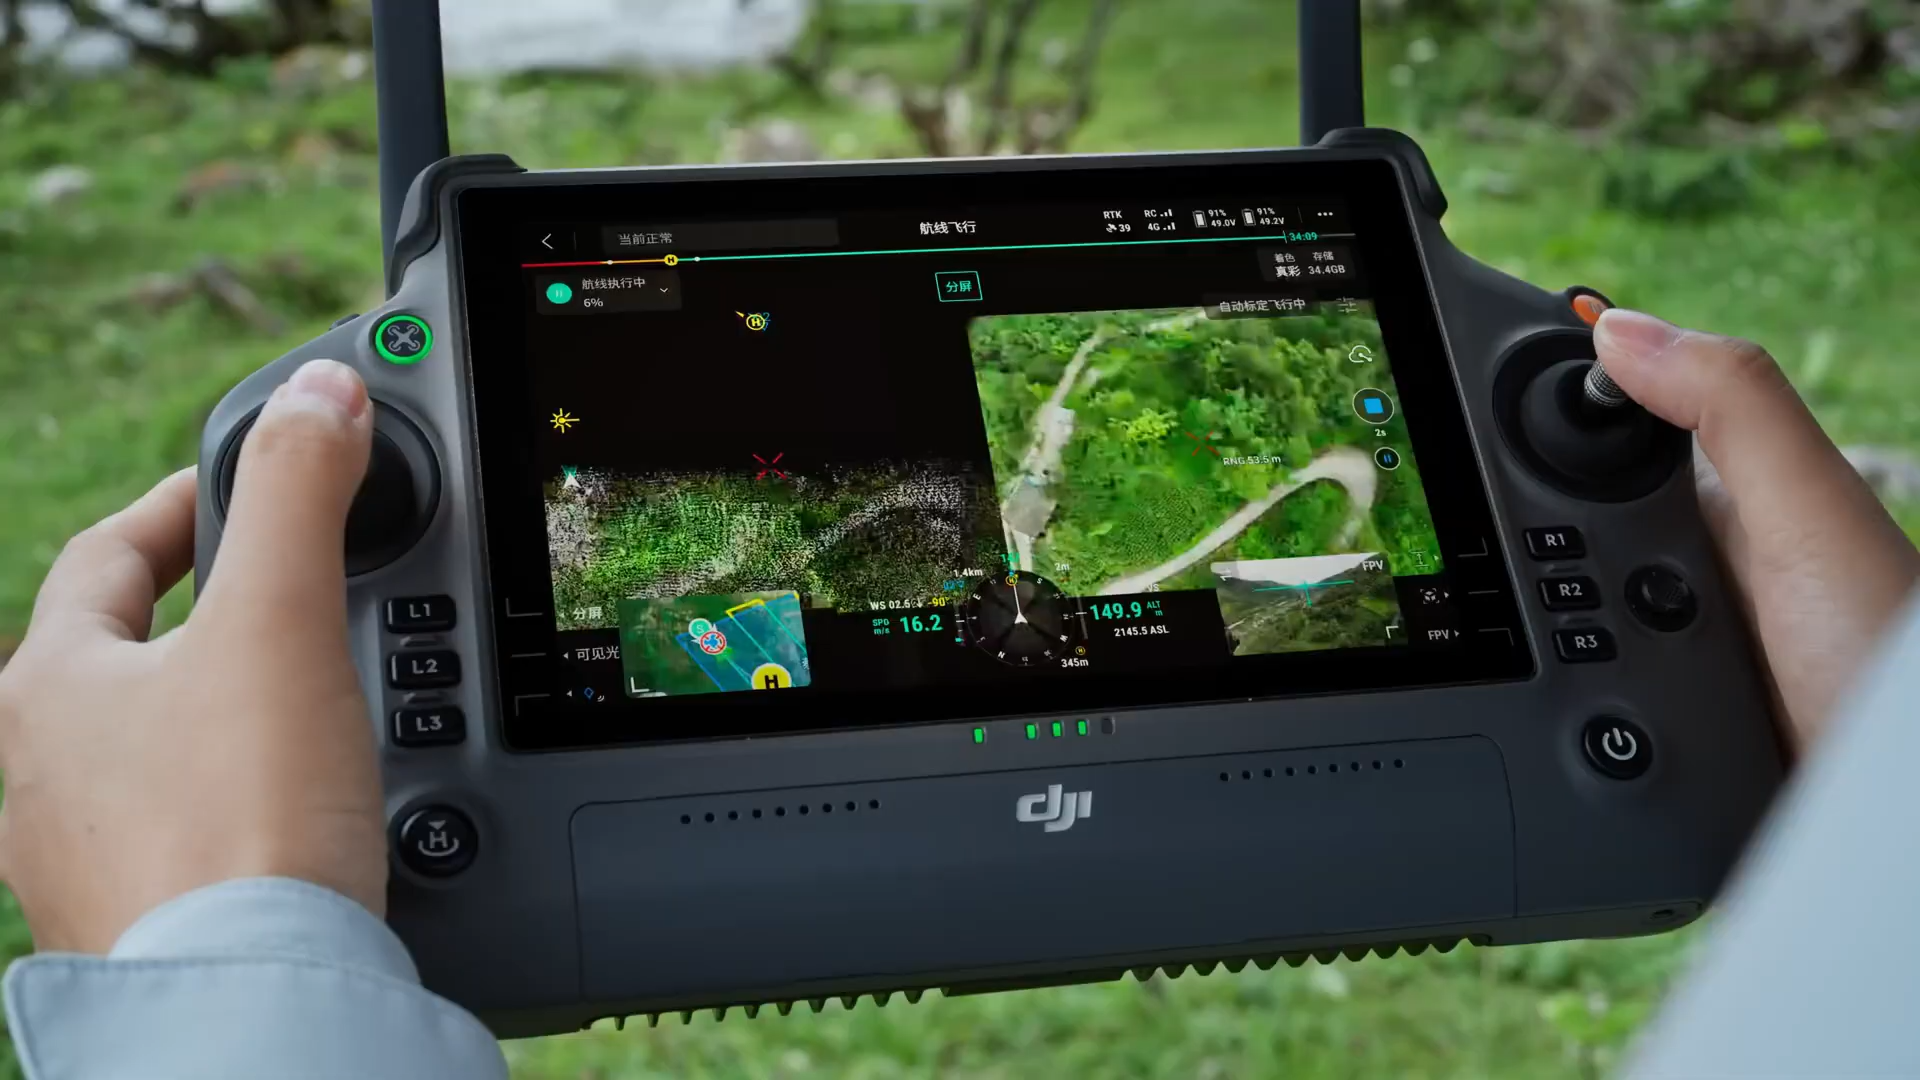 当前正常
航线飞行
RTK
39
RC
4G
91%
49.0V
91%
49.2V
34:09
航线执行中
6%
分屏
着色
真彩
存储
34.4GB
自动标定飞行中
2s
RNG 53.5 m
FPV
分屏
可见光
1.4km
2m
WS 02.5
-90°
SPD
m/s
16.2
149.9
ALT
m
2145.5 ASL
345m
FPV
H
H
H
S
N
E
S
W
L1
L2
L3
R1
R2
R3
H
dji